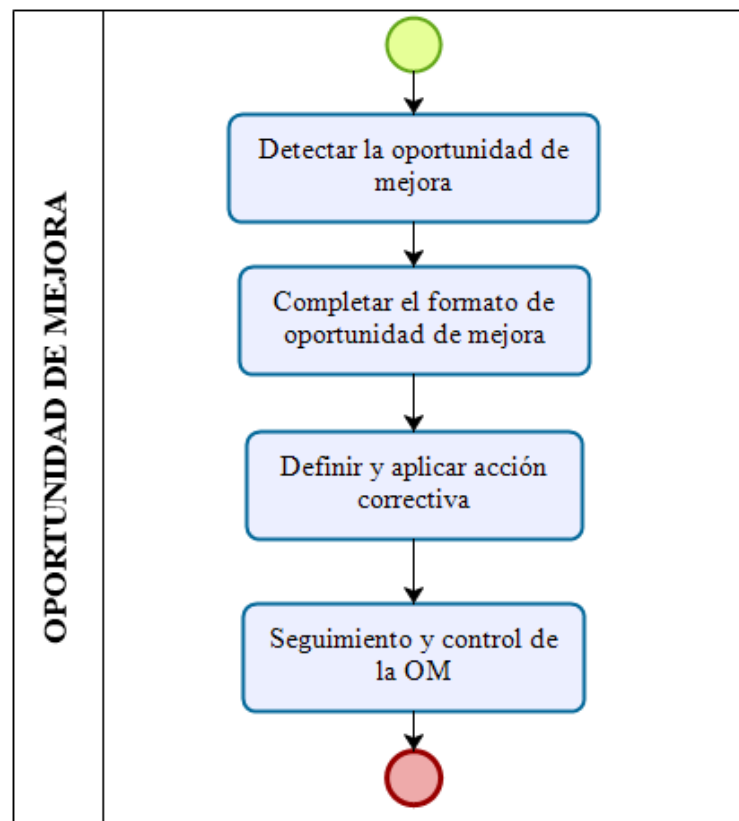 OPORTUNIDAD DE MEJORA
Detectar la oportunidad de
mejora
Completar el formato de
oportunidad de mejora
Definir y aplicar acción
correctiva
Seguimiento y control de
la OM